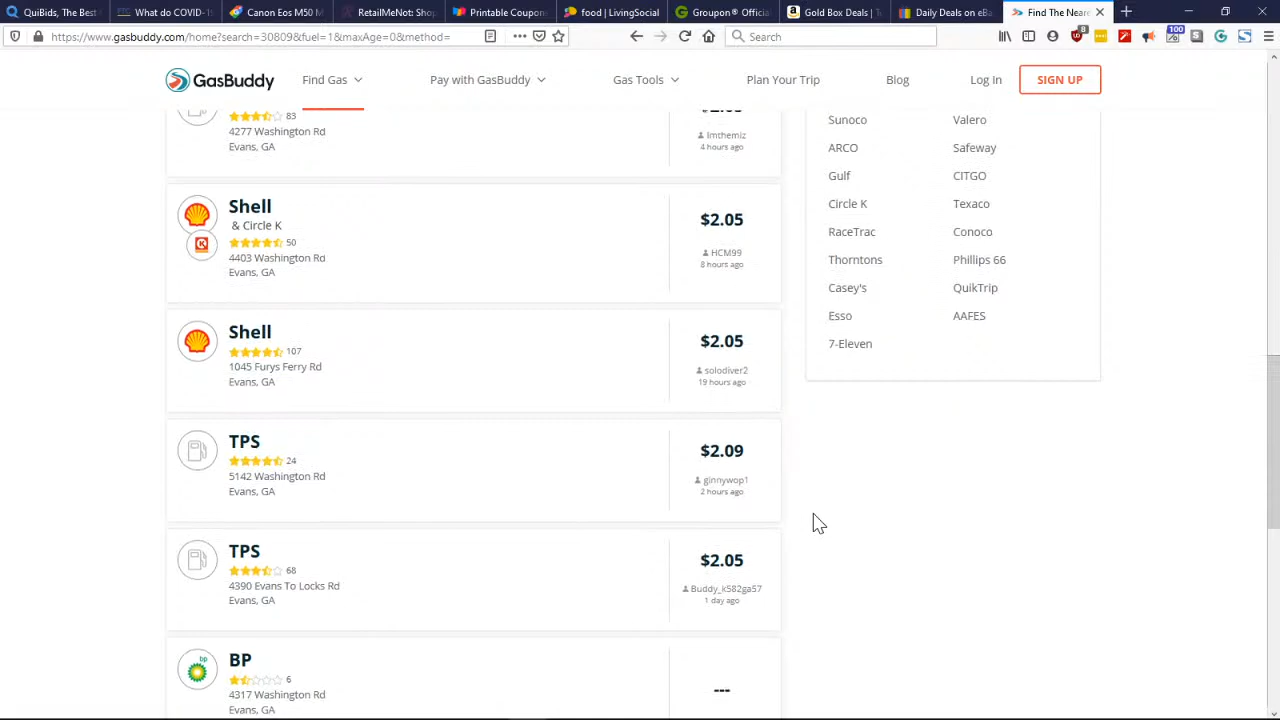 QuiBids, The Best
What do COVID-1
Canon Eos M50
RetailMeNot
Printable Coupons
food | LivingSocial
Groupon® Offici
Gold Box Deals | T
Daily Deals on eBa
Find The Neare
https://www.gasbuddy.com/home?search=30809&fuel=1&maxAge=0&method=
Search
100
8
GasBuddy
Find Gas
Pay with GasBuddy
Gas Tools
Plan Your Trip
Blog
Log In
SIGN UP
83
4277 Washington Rd
Evans, GA
lmthemiz
4 hours ago
Shell
& Circle K
50
4403 Washington Rd
Evans, GA
$2.05
HCM99
8 hours ago
Shell
107
1045 Furys Ferry Rd
Evans, GA
$2.05
solodiver2
19 hours ago
TPS
24
5142 Washington Rd
Evans, GA
$2.09
ginnywop1
2 hours ago
TPS
68
4390 Evans To Locks Rd
Evans, GA
$2.05
Buddy_k582ga57
1 day ago
bp
BP
6
4317 Washington Rd
Evans, GA
---
Sunoco
Valero
ARCO
Safeway
Gulf
CITGO
Circle K
Texaco
RaceTrac
Conoco
Thorntons
Phillips 66
Casey's
QuikTrip
Esso
AAFES
7-Eleven